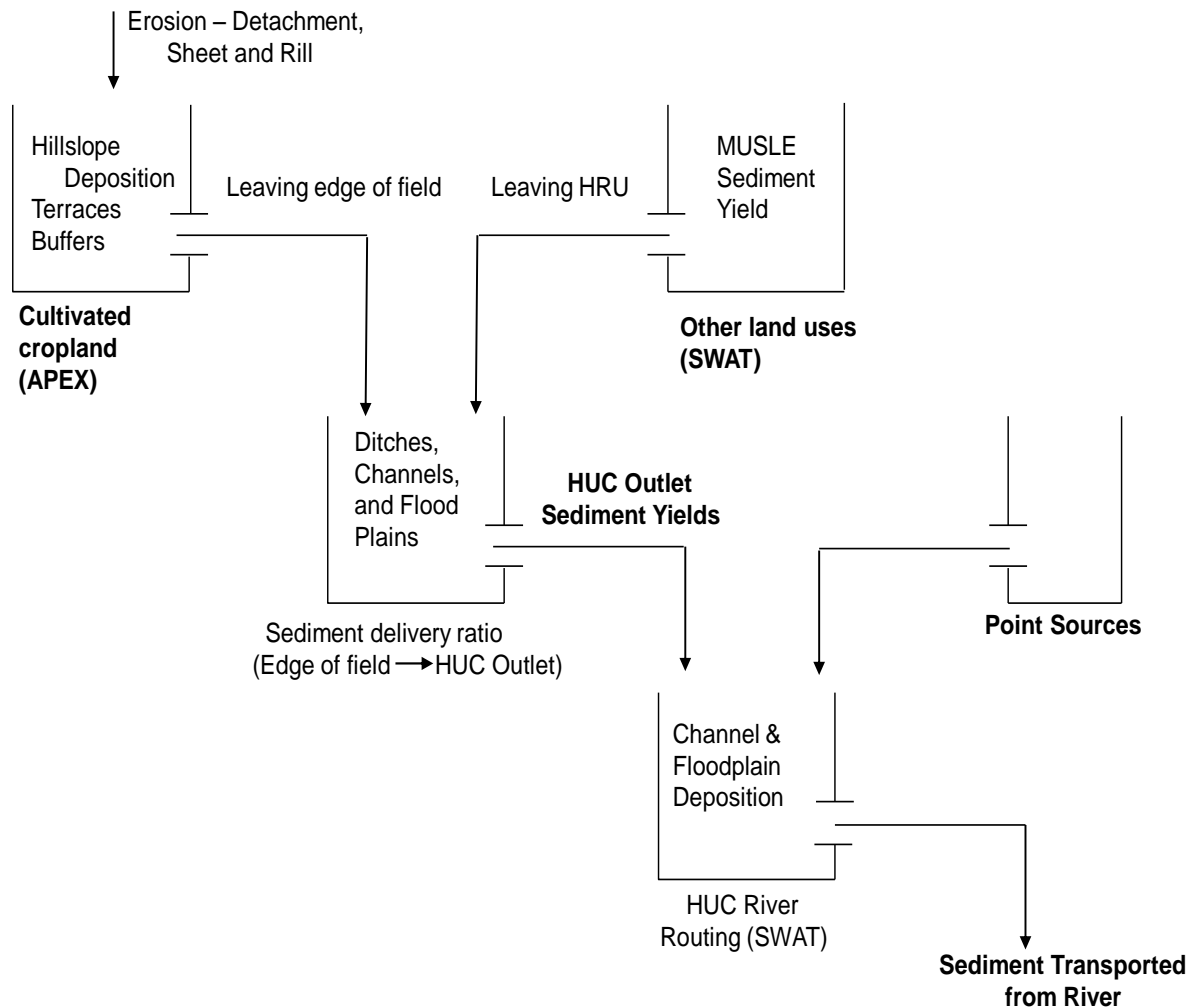 Erosion – Detachment,
Sheet and Rill
Hillslope
Deposition
Terraces
Buffers
Leaving edge of field
Leaving HRU
MUSLE
Sediment
Yield
Cultivated
cropland
(APEX)
Other land uses
(SWAT)
Ditches,
Channels,
and Flood
Plains
HUC Outlet
Sediment Yields
Sediment delivery ratio
(Edge of field → HUC Outlet)
Point Sources
Channel &
Floodplain
Deposition
HUC River
Routing (SWAT)
Sediment Transported
from River